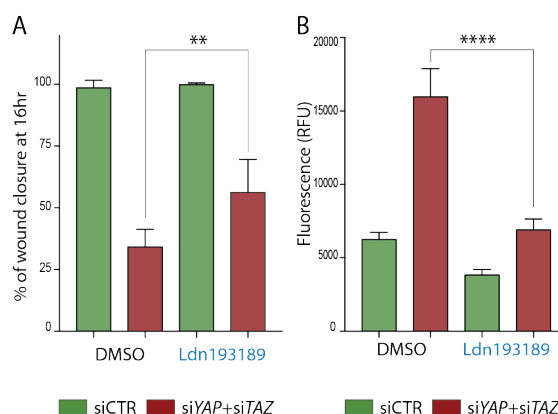 A
**
% of wound closure at 16hr
100
75
50
25
0
DMSO
Ldn193189
siCTR
siYAP+siTAZ
B
****
Fluorescence (RFU)
20000
15000
10000
5000
0
DMSO
Ldn193189
siCTR
siYAP+siTAZ